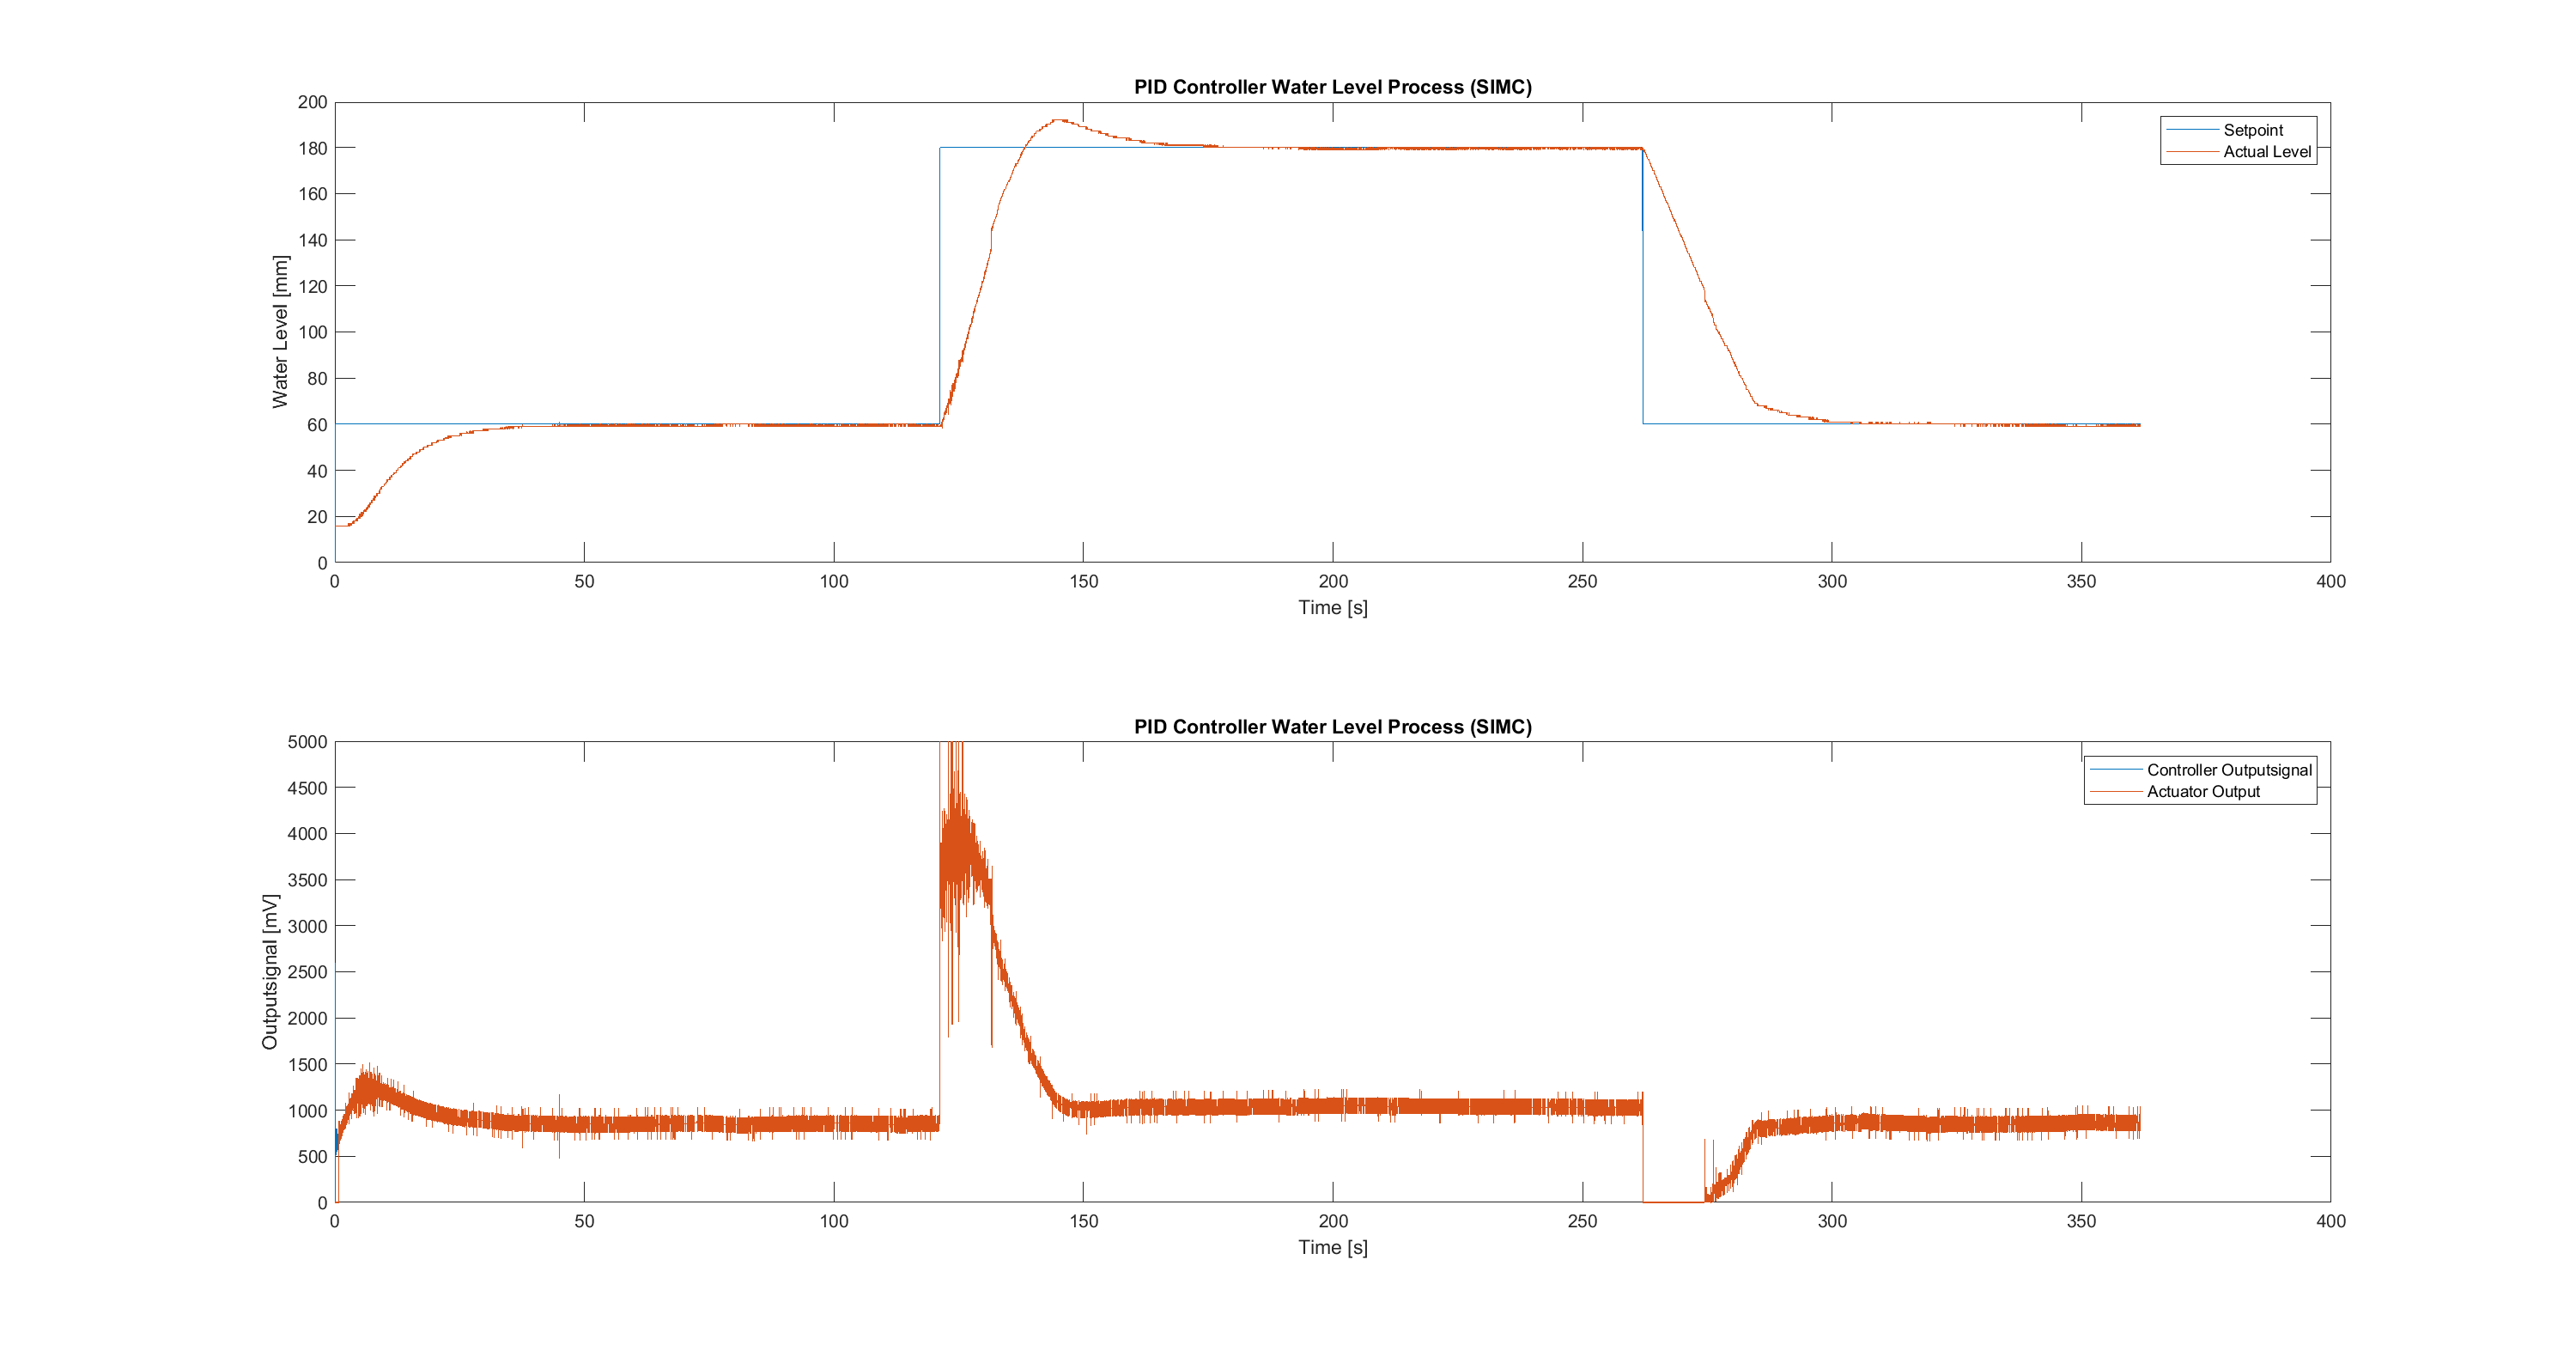 PID Controller Water Level Process (SIMC)
200
180
160
140
120
100
80
60
40
20
0
Water Level [mm]
Setpoint
Actual Level
0 50 100 150 200 250 300 350 400
Time [s]
PID Controller Water Level Process (SIMC)
5000
4500
4000
3500
3000
2500
2000
1500
1000
500
0
Outputsignal [mV]
Controller Outputsignal
Actuator Output
0 50 100 150 200 250 300 350 400
Time [s]